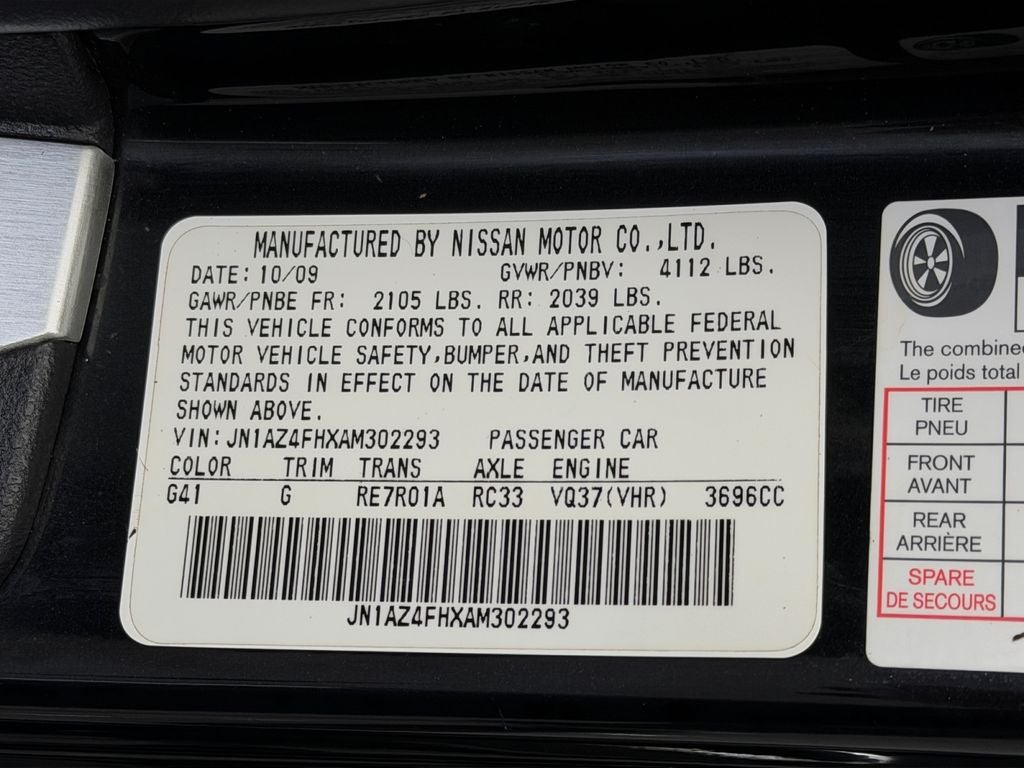 MANUFACTURED BY NISSAN MOTOR CO.,LTD.
DATE: 10/09 GVWR/PNBV: 4112 LBS.
GAWR/PNBE FR: 2105 LBS. RR: 2039 LBS.
THIS VEHICLE CONFORMS TO ALL APPLICABLE FEDERAL
MOTOR VEHICLE SAFETY,BUMPER,AND THEFT PREVENTION
STANDARDS IN EFFECT ON THE DATE OF MANUFACTURE
SHOWN ABOVE.
VIN: JN1AZ4FHXAM302293 PASSENGER CAR
COLOR TRIM TRANS AXLE ENGINE
G41 G RE7R01A RC33 VQ37(VHR) 3696CC
JN1AZ4FHXAM302293
The combined
Le poids total
TIRE
PNEU
FRONT
AVANT
REAR
ARRIÈRE
SPARE
DE SECOURS